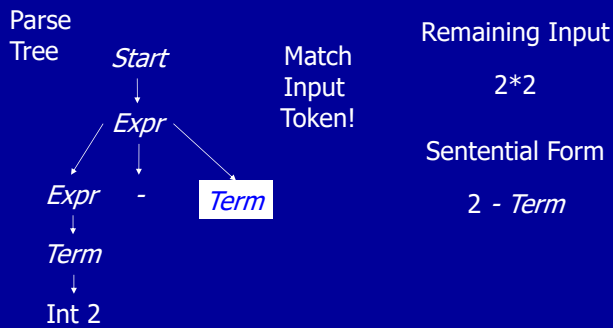 Parse
Tree
Start
Expr
Expr - Term
Term
Int 2
Match
Input
Token!
Remaining Input
2*2
Sentential Form
2 - Term